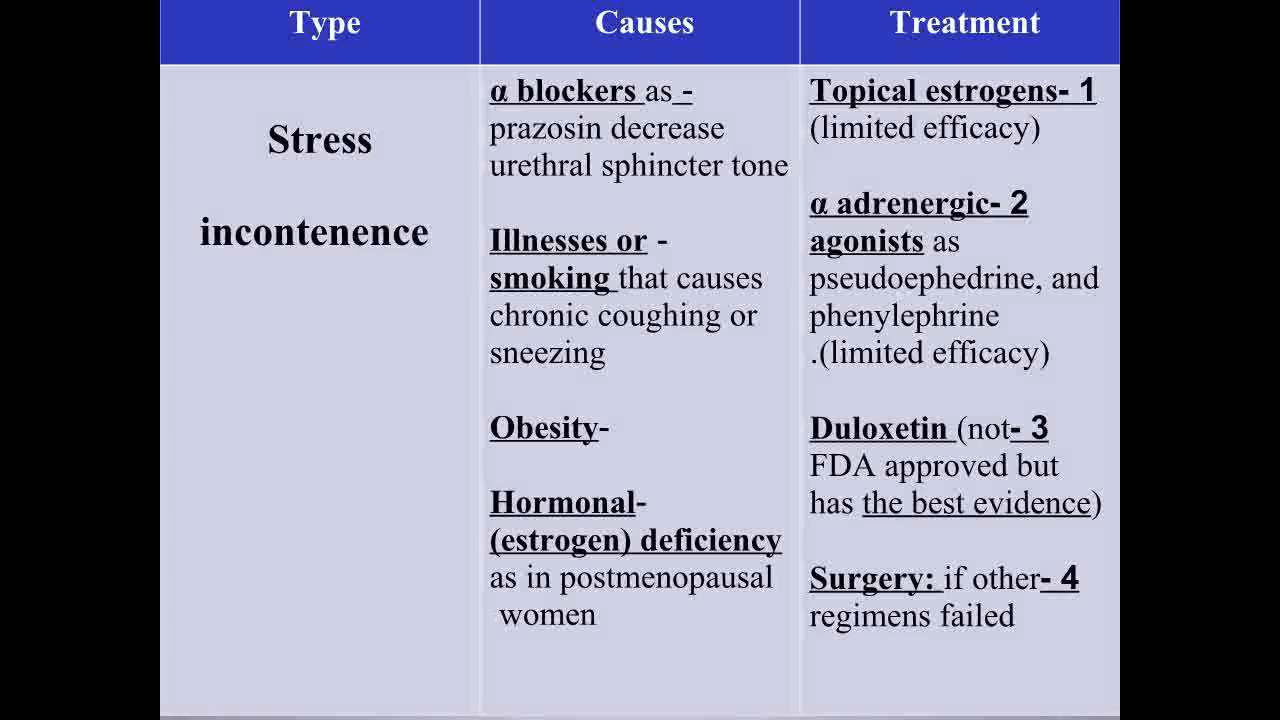 Type
Causes
Treatment
Stress
incontenence
α blockers as -
prazosin decrease
urethral sphincter tone
Illnesses or -
smoking that causes
chronic coughing or
sneezing
Obesity-
Hormonal-
(estrogen) deficiency
as in postmenopausal
women
Topical estrogens- 1
(limited efficacy)
α adrenergic- 2
agonists as
pseudoephedrine, and
phenylephrine
.(limited efficacy)
Duloxetin (not- 3
FDA approved but
has the best evidence)
Surgery: if other- 4
regimens failed